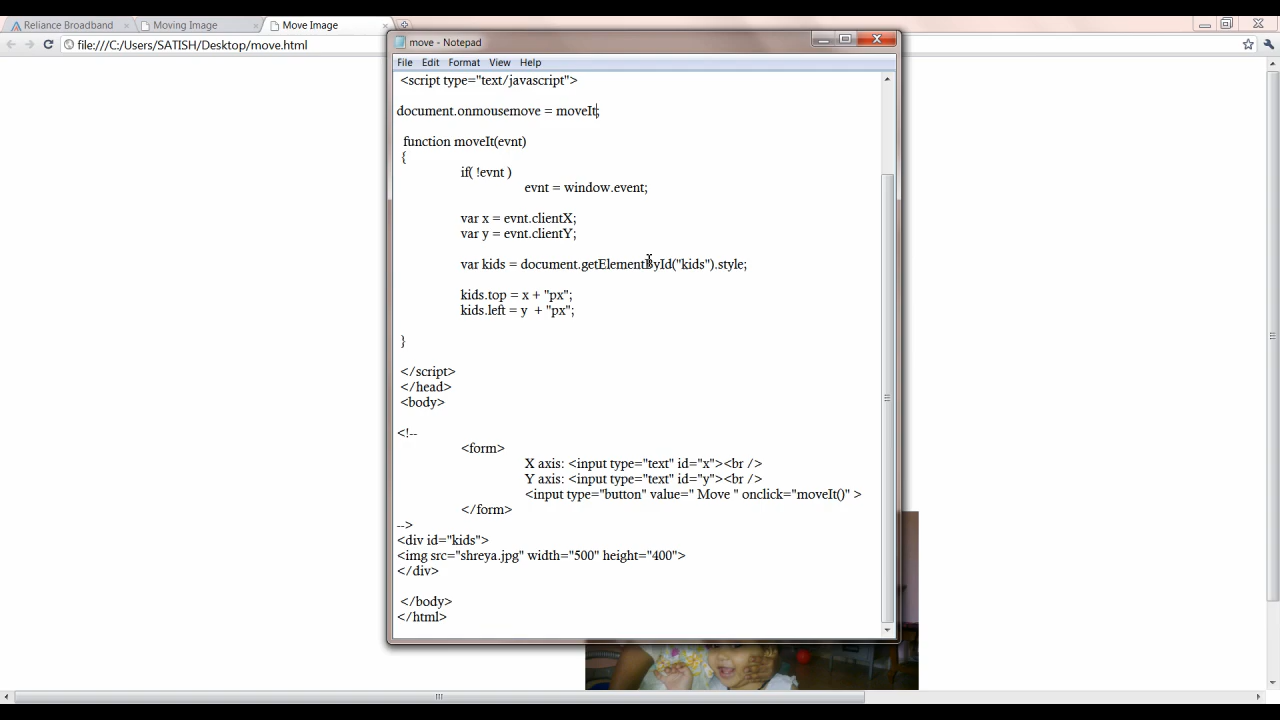 Reliance Broadband
Moving Image
Move Image
file:///C:/Users/SATISH/Desktop/move.html
move - Notepad
File Edit Format View Help
<script type="text/javascript">
document.onmousemove = moveIt;
function moveIt(evnt)
{
if( !evnt )
evnt = window.event;
var x = evnt.clientX;
var y = evnt.clientY;
var kids = document.getElementById("kids").style;
kids.top = x + "px";
kids.left = y  + "px";
}
</script>
</head>
<body>
<!--
<form>
X axis: <input type="text" id="x"><br />
Y axis: <input type="text" id="y"><br />
<input type="button" value=" Move " onclick="moveIt()" >
</form>
-->
<div id="kids">
<img src="shreya.jpg" width="500" height="400">
</div>
</body>
</html>